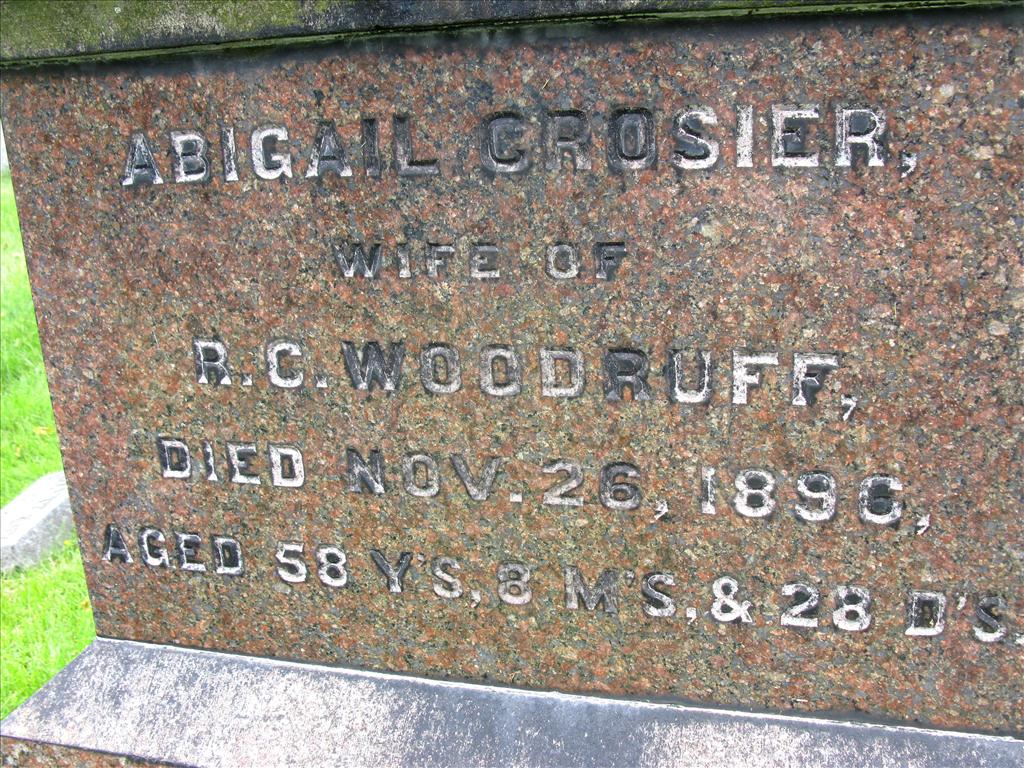 ABIGAIL CROSIER,
WIFE OF
R.C. WOODRUFF,
DIED NOV. 26, 1896,
AGED 58 Y'S, 8 M'S, & 28 D'S.